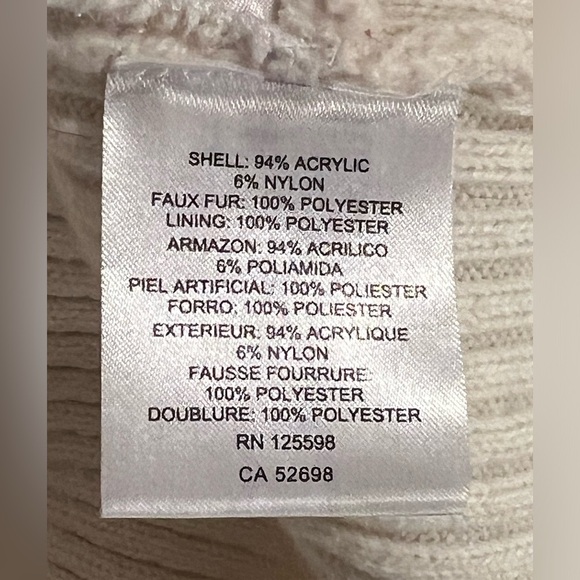 SHELL: 94% ACRYLIC
6% NYLON
FAUX FUR: 100% POLYESTER
LINING: 100% POLYESTER
ARMAZON: 94% ACRILICO
6% POLIAMIDA
PIEL ARTIFICIAL: 100% POLIESTER
FORRO: 100% POLIESTER
EXTERIEUR: 94% ACRYLIQUE
6% NYLON
FAUSSE FOURRURE:
100% POLYESTER
DOUBLURE: 100% POLYESTER
RN 125598
CA 52698